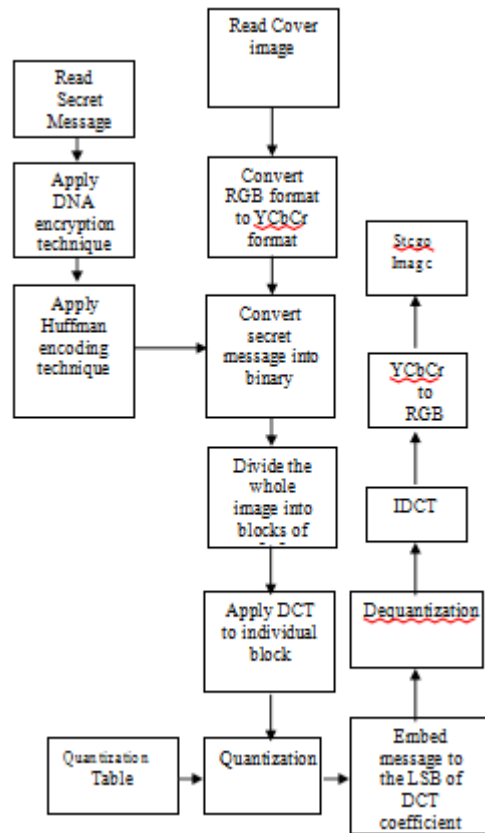 Read Cover
image
Read
Secret
Message
Apply
DNA
encryption
technique
Convert
RGB format
to YCbCr
format
Stego
Image
Apply
Huffman
encoding
technique
Convert
secret
message into
binary
YCbCr
to
RGB
Divide the
whole
image into
blocks of
IDCT
Apply DCT
to individual
block
Dequantization
Quantization
Table
Quantization
Embed
message to
the LSB of
DCT
coefficient